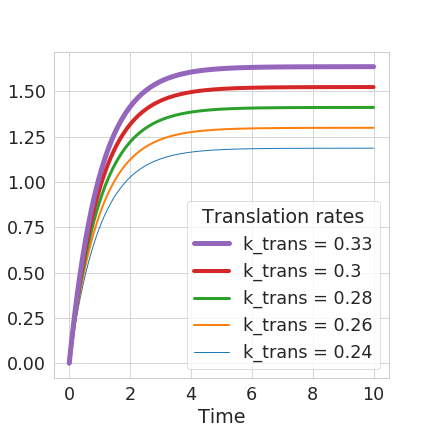 1.50
1.25
1.00
0.75
0.50
0.25
0.00
Translation rates
k_trans = 0.33
k_trans = 0.3
k_trans = 0.28
k_trans = 0.26
k_trans = 0.24
0 2 4 6 8 10
Time